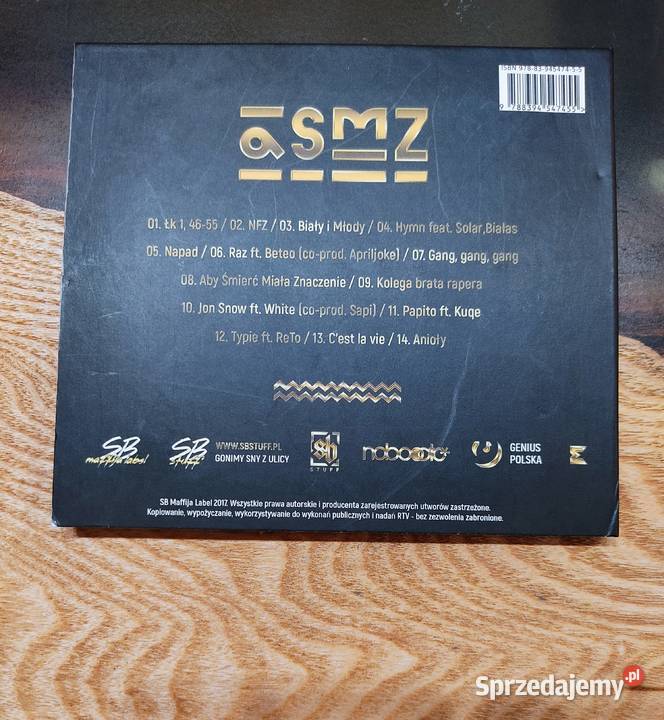 ISBN 978-83-945474-5-5
9 788394 547455
aSMZ
01. Łk 1, 46-55 / 02. NFZ / 03. Biały i Młody / 04. Hymn feat. Solar,Białas
05. Napad / 06. Raz ft. Beteo (co-prod. Apriljoke) / 07. Gang, gang, gang
08. Aby Śmierć Miała Znaczenie / 09. Kolega brata rapera
10. Jon Snow ft. White (co-prod. Sapi) / 11. Papito ft. Kuqe
12. Typie ft. ReTo / 13. C'est la vie / 14. Anioły
SB maffija label
SB stuff
WWW.SBSTUFF.PL
GONIMY SNY Z ULICY
sb
STUFF
nobocoto
GENIUS
POLSKA
SB Maffija Label 2017. Wszystkie prawa autorskie i producenta zarejestrowanych utworów zastrzeżone.
Kopiowanie, wypożyczanie, wykorzystywanie do wykonań publicznych i nadań RTV - bez zezwolenia zabronione.
Sprzedajemy.pl